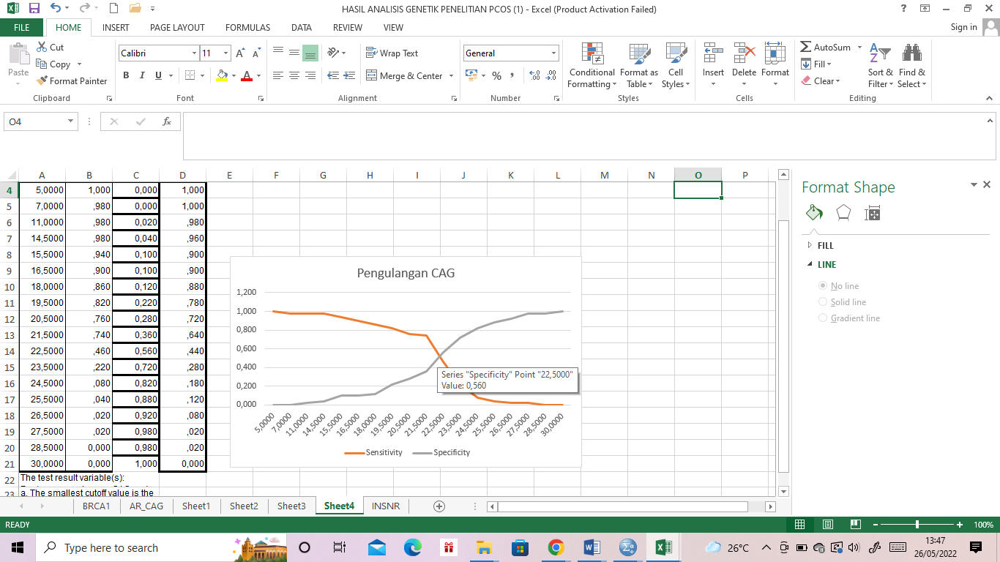 HASIL ANALISIS GENETIK PENELITIAN PCOS (1) - Excel (Product Activation Failed)
FILE HOME INSERT PAGE LAYOUT FORMULAS DATA REVIEW VIEW Sign in
Cut
Copy
Format Painter
Paste
Calibri 11
B I U
Wrap Text
Merge & Center
General
Conditional Formatting
Format as Table
Cell Styles
Insert Delete Format
AutoSum
Fill
Clear
Sort & Filter
Find & Select
Clipboard Font Alignment Number Styles Cells Editing
O4 fx
A B C D E F G H I J K L M N O P
4 5,0000 1,000 0,000 1,000
5 7,0000 ,980 0,000 1,000
6 11,0000 ,980 0,020 ,980
7 14,5000 ,980 0,040 ,960
8 15,5000 ,940 0,100 ,900
9 16,5000 ,900 0,100 ,900
10 18,0000 ,860 0,120 ,880
11 19,5000 ,820 0,220 ,780
12 20,5000 ,760 0,280 ,720
13 21,5000 ,740 0,360 ,640
14 22,5000 ,460 0,560 ,440
15 23,5000 ,220 0,720 ,280
16 24,5000 ,080 0,820 ,180
17 25,5000 ,040 0,880 ,120
18 26,5000 ,020 0,920 ,080
19 27,5000 ,020 0,980 ,020
20 28,5000 0,000 0,980 ,020
21 30,0000 0,000 1,000 0,000
22 The test result variable(s):
23 a. The smallest cutoff value is the
Pengulangan CAG
1,200
1,000
0,800
0,600
0,400
0,200
0,000
Series "Specificity" Point "22,5000"
Value: 0,560
5,0000 7,0000 11,0000 14,5000 15,5000 16,5000 18,0000 19,5000 20,5000 21,5000 22,5000 23,5000 24,5000 25,5000 26,5000 27,5000 28,5000 30,0000
Sensitivity Specificity
Format Shape
FILL
LINE
No line
Solid line
Gradient line
BRCA1 AR_CAG Sheet1 Sheet2 Sheet3 Sheet4 INSNR
READY 100%
Type here to search
26°C
13:47
26/05/2022